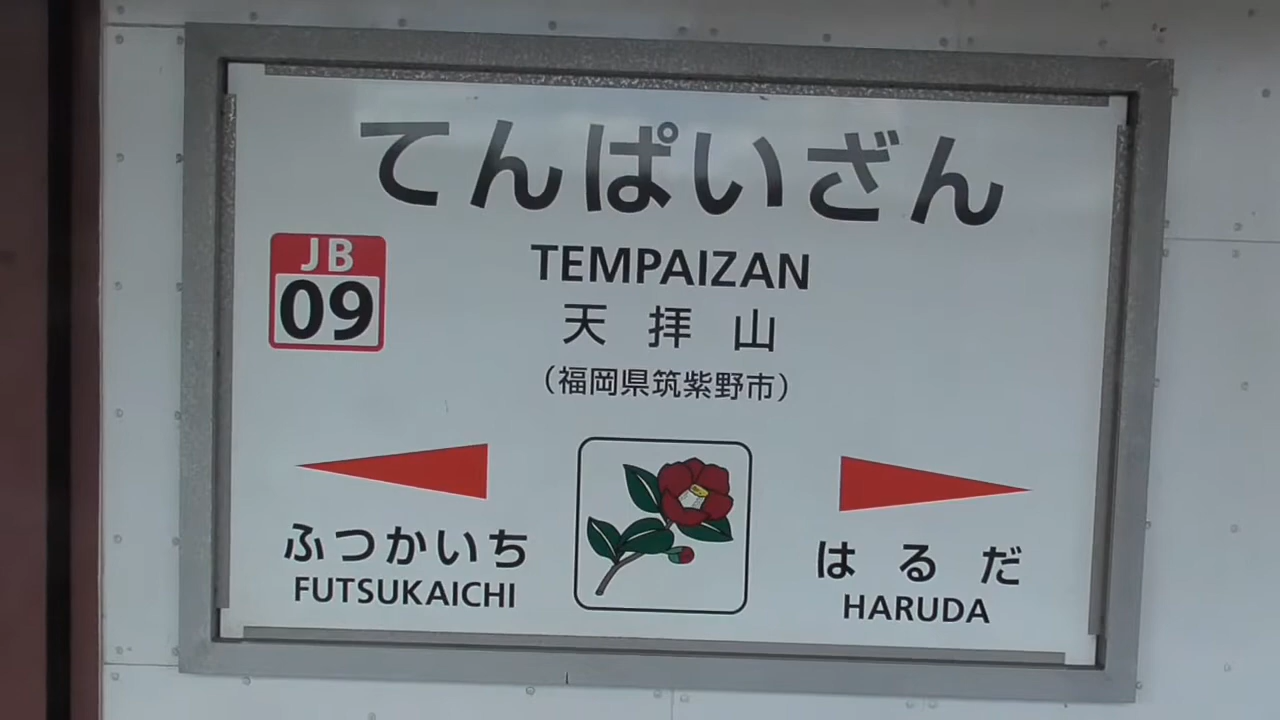 てんぱいざん
JB
09
TEMPAIZAN
天拝山
（福岡県筑紫野市）
ふつかいち
FUTSUKAICHI
はるだ
HARUDA